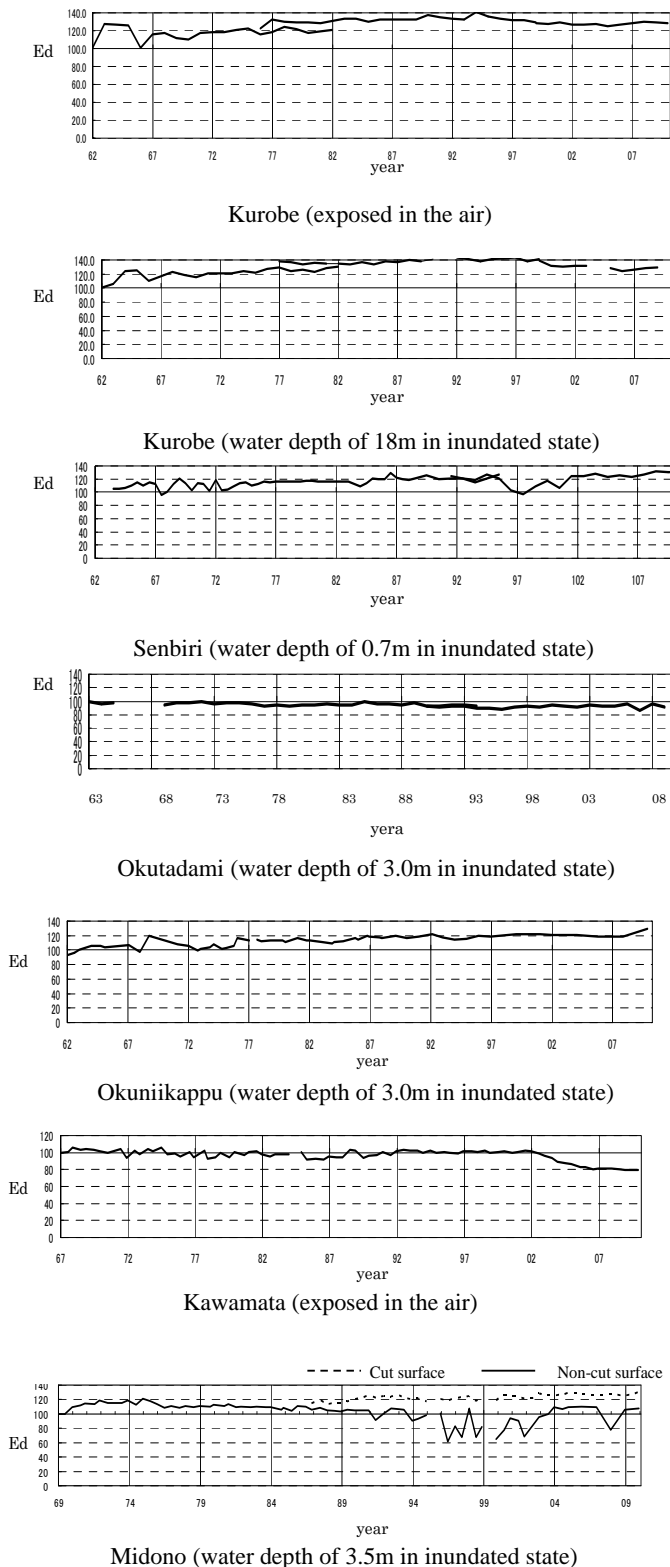 140.0
120.0
Ed
100.0
80.0
60.0
40.0
20.0
0.0
62 67 72 77 82 87 92 97 02 07
year
Kurobe (exposed in the air)
140.0
Ed
120.0
100.0
80.0
60.0
40.0
20.0
0.0
62 67 72 77 82 87 92 97 02 07
year
Kurobe (water depth of 18m in inundated state)
140
Ed
120
100
80
60
40
20
0
62 67 72 77 82 87 92 97 102 107
year
Senbiri (water depth of 0.7m in inundated state)
Ed
140
120
100
80
60
40
20
0
63 68 73 78 83 88 93 98 03 08
yera
Okutadami (water depth of 3.0m in inundated state)
140
120
100
Ed
80
60
40
20
0
62 67 72 77 82 87 92 97 02 07
year
Okuniikappu (water depth of 3.0m in inundated state)
120
100
80
Ed
60
40
20
0
67 72 77 82 87 92 97 02 07
year
Kawamata (exposed in the air)
Cut surface Non-cut surface
140
120
100
80
Ed
60
40
20
0
69 74 79 84 89 94 99 04 09
year
Midono (water depth of 3.5m in inundated state)